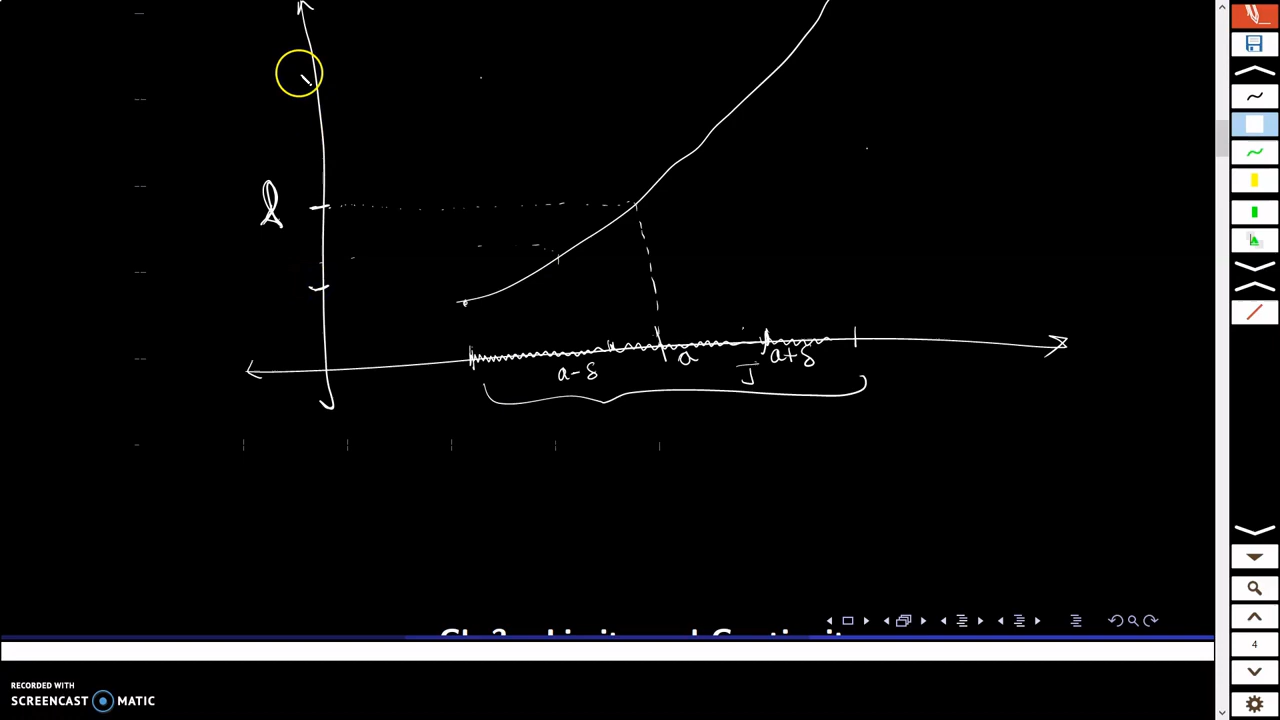 l
a-δ a J a+δ
4
RECORDED WITH
SCREENCAST MATIC